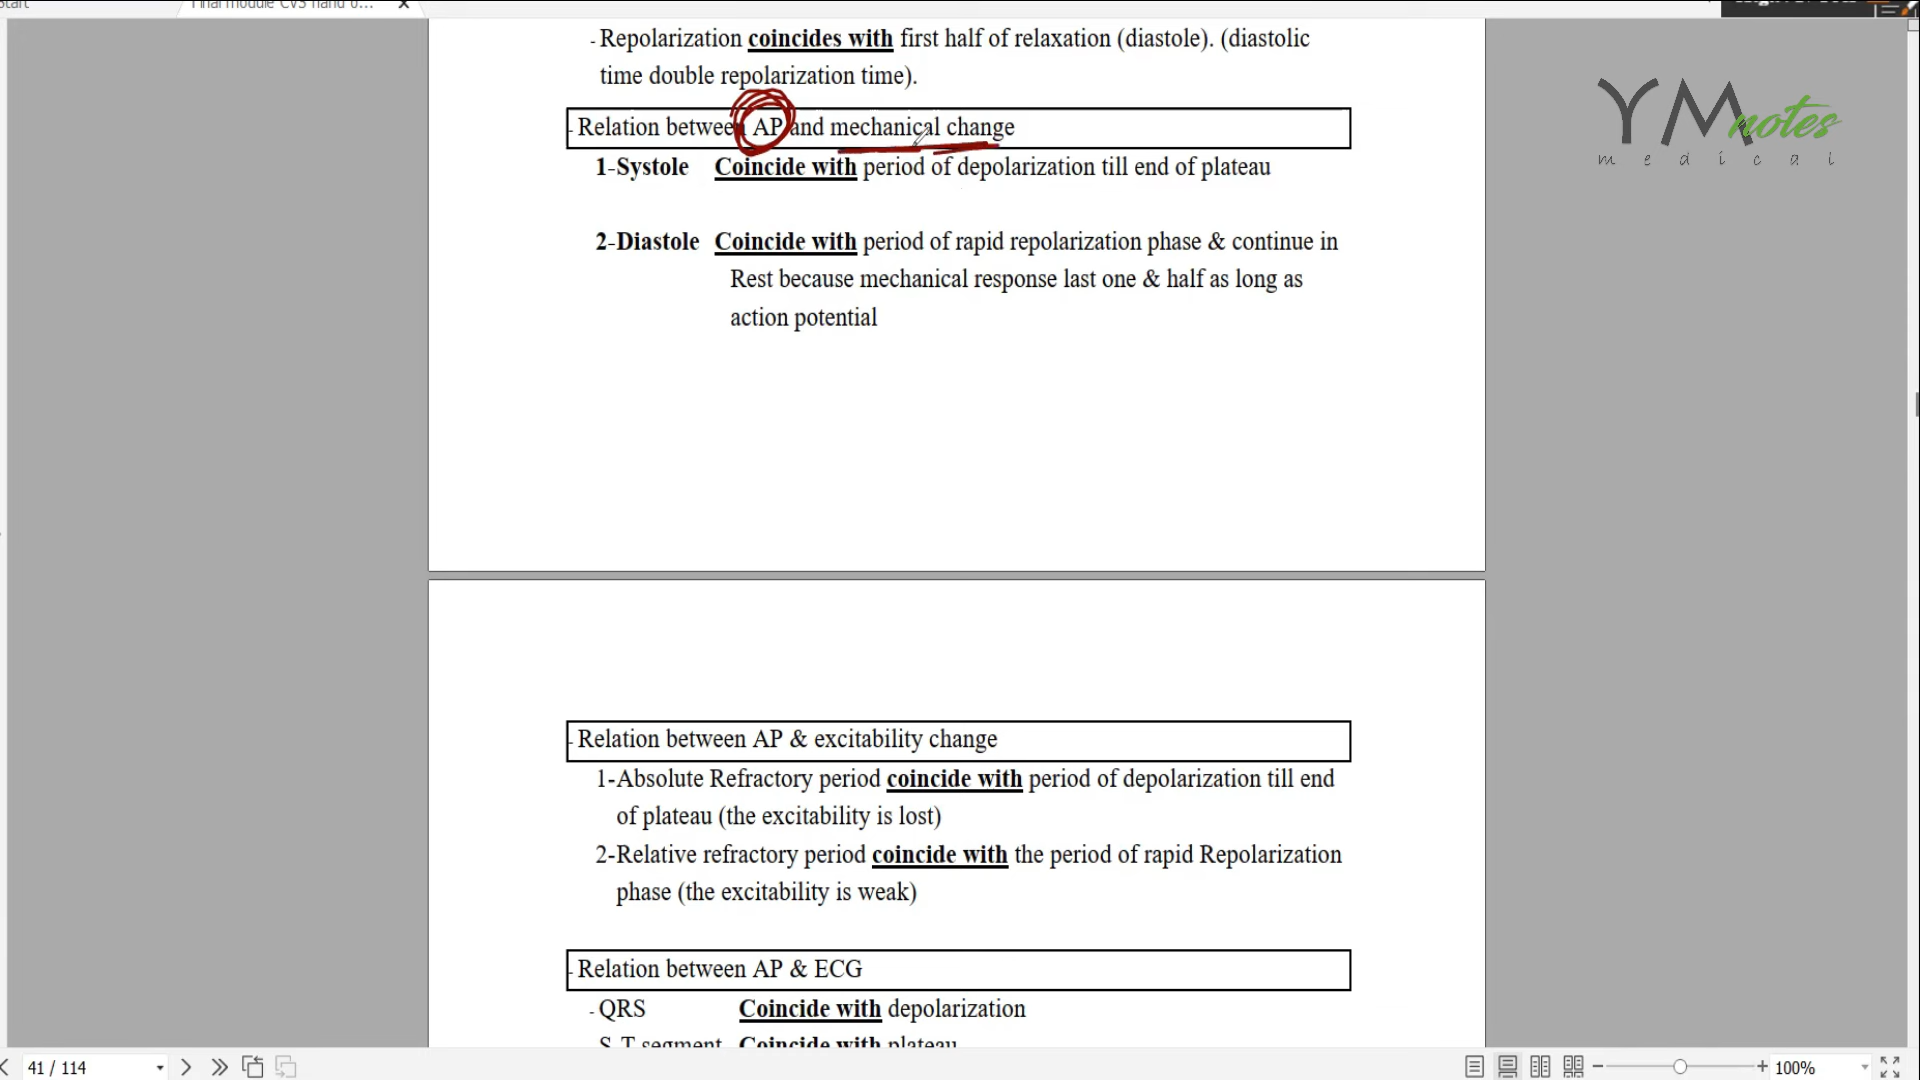 - Repolarization coincides with first half of relaxation (diastole). (diastolic
time double repolarization time).
YM notes
medical
- Relation between AP and mechanical change
1-Systole Coincide with period of depolarization till end of plateau
2-Diastole Coincide with period of rapid repolarization phase & continue in
Rest because mechanical response last one & half as long as
action potential
- Relation between AP & excitability change
1-Absolute Refractory period coincide with period of depolarization till end
of plateau (the excitability is lost)
2-Relative refractory period coincide with the period of rapid Repolarization
phase (the excitability is weak)
- Relation between AP & ECG
- QRS Coincide with depolarization
S-T segment Coincide with plateau
41 / 114
100%